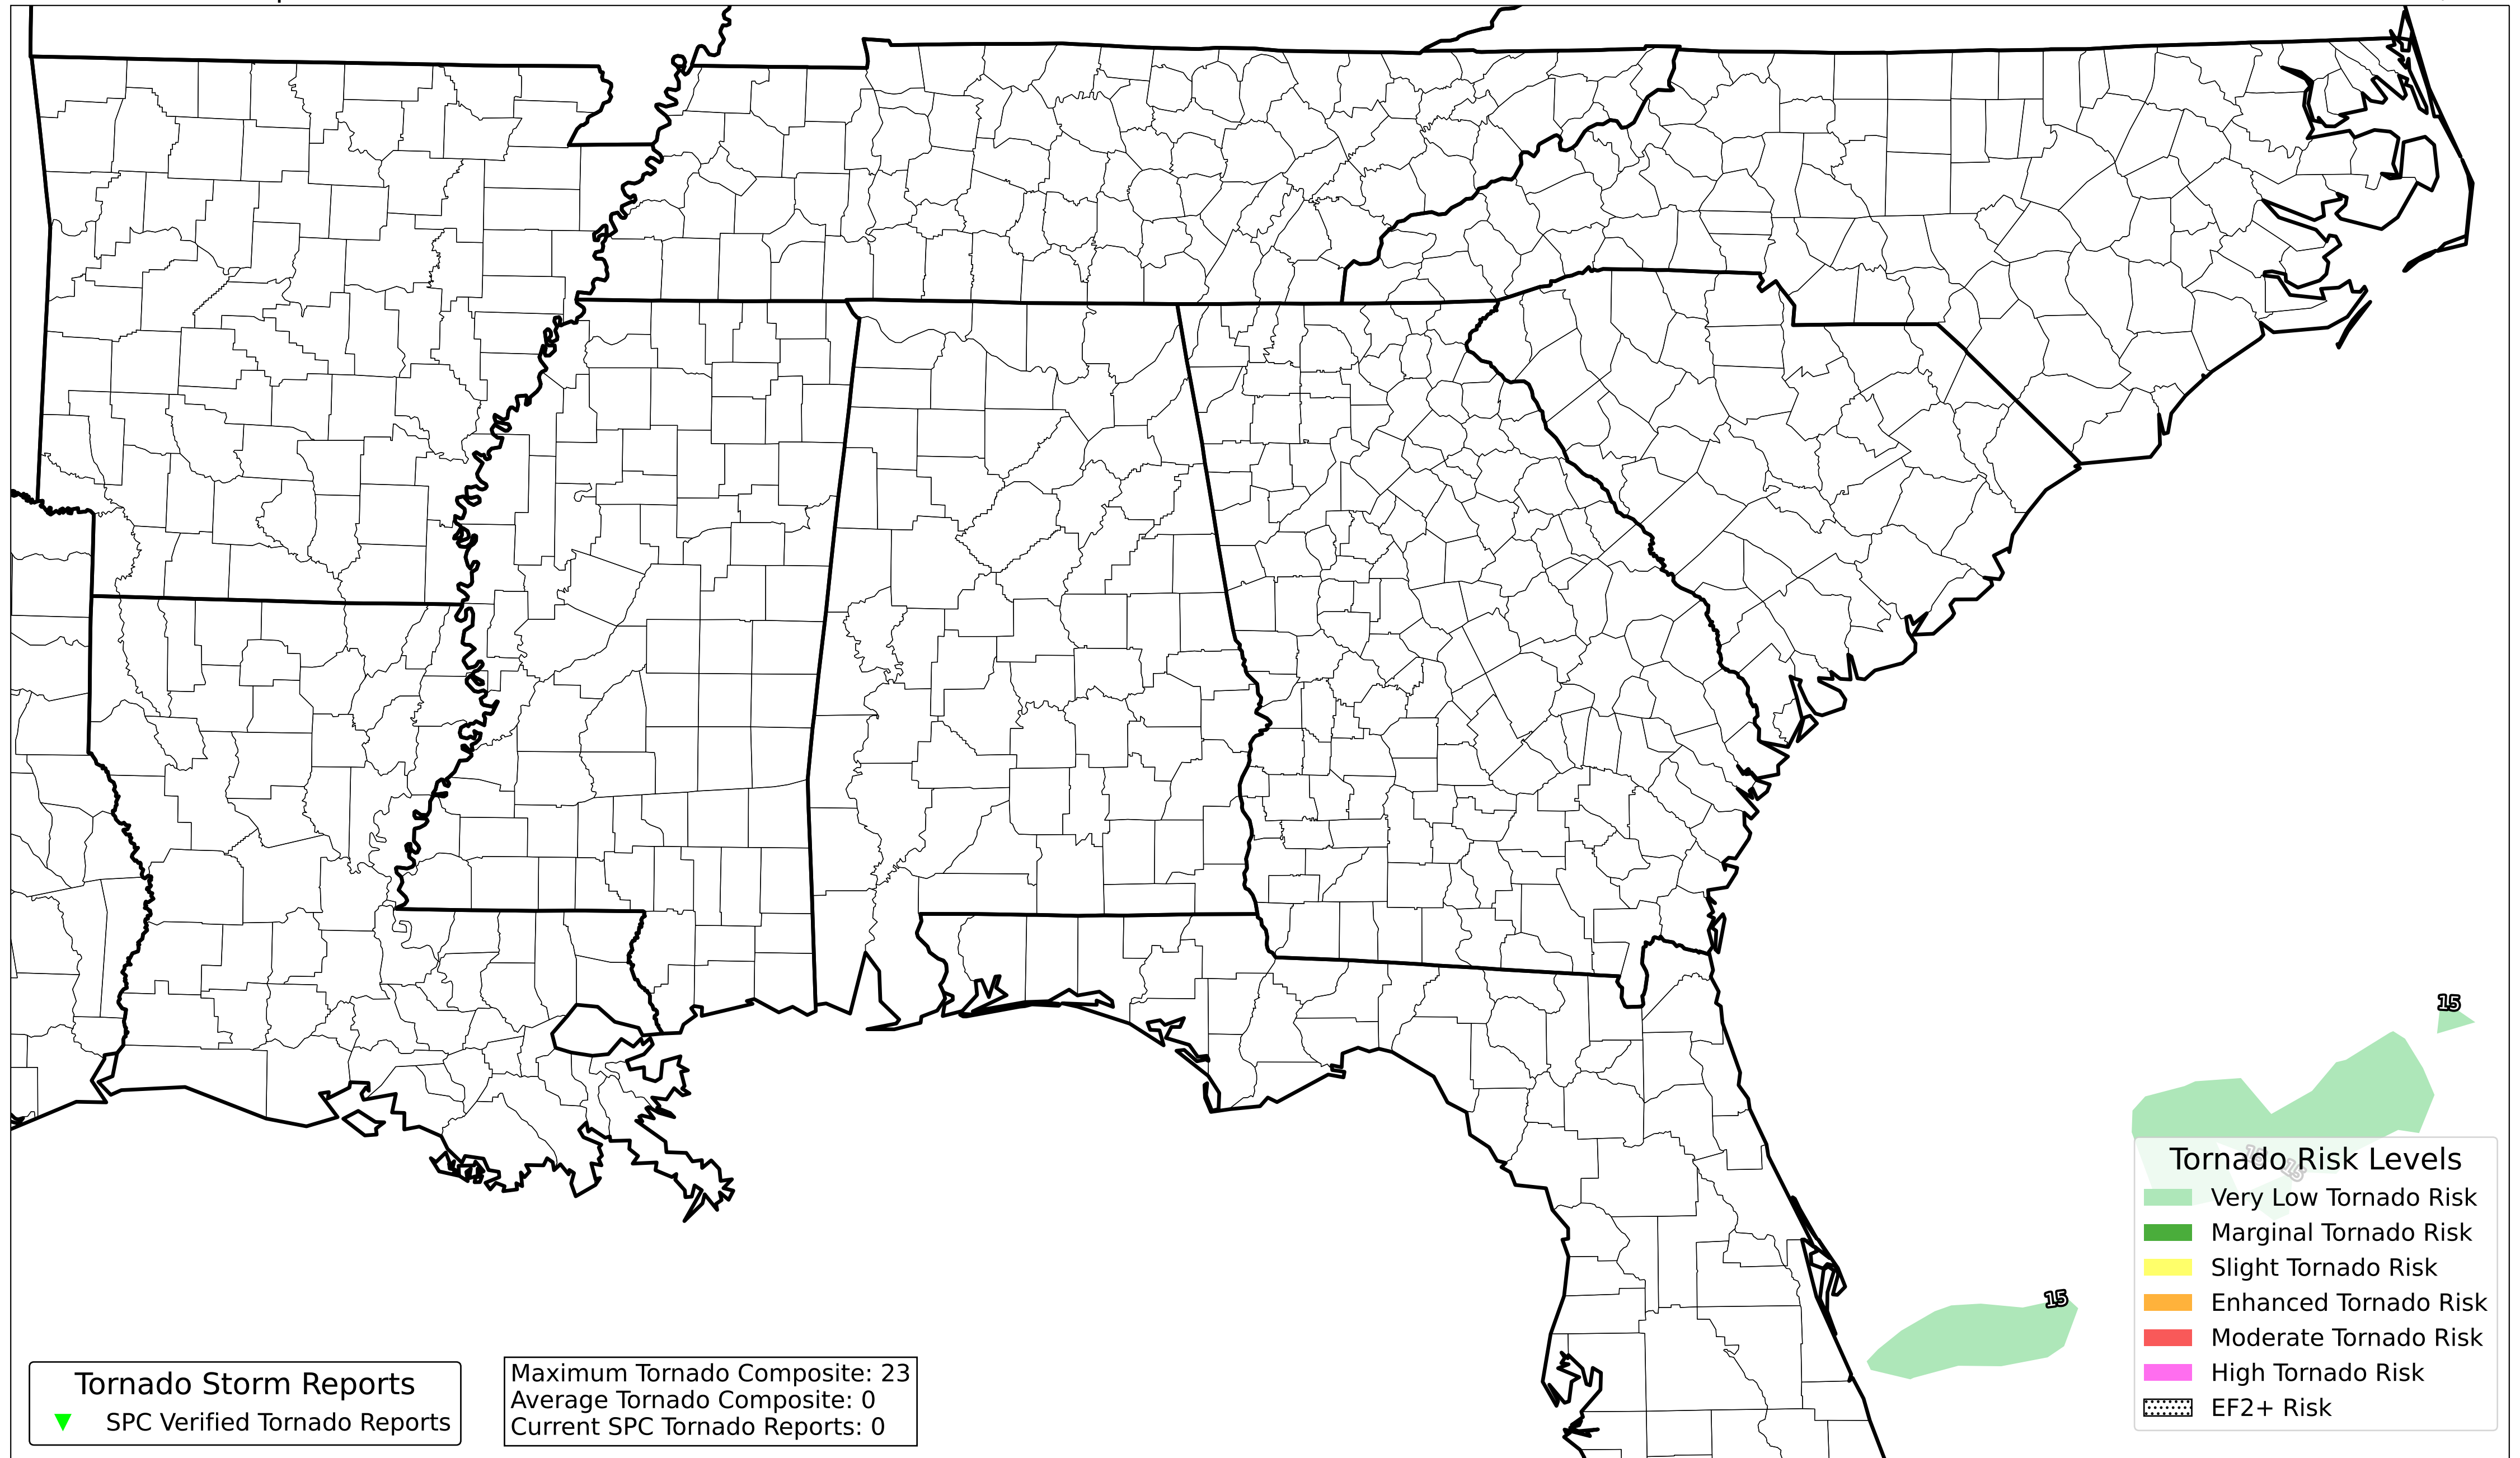 15
15
Tornado Risk Levels
Very Low Tornado Risk
Marginal Tornado Risk
Slight Tornado Risk
Enhanced Tornado Risk
Moderate Tornado Risk
High Tornado Risk
EF2+ Risk
Tornado Storm Reports
SPC Verified Tornado Reports
Maximum Tornado Composite: 23
Average Tornado Composite: 0
Current SPC Tornado Reports: 0